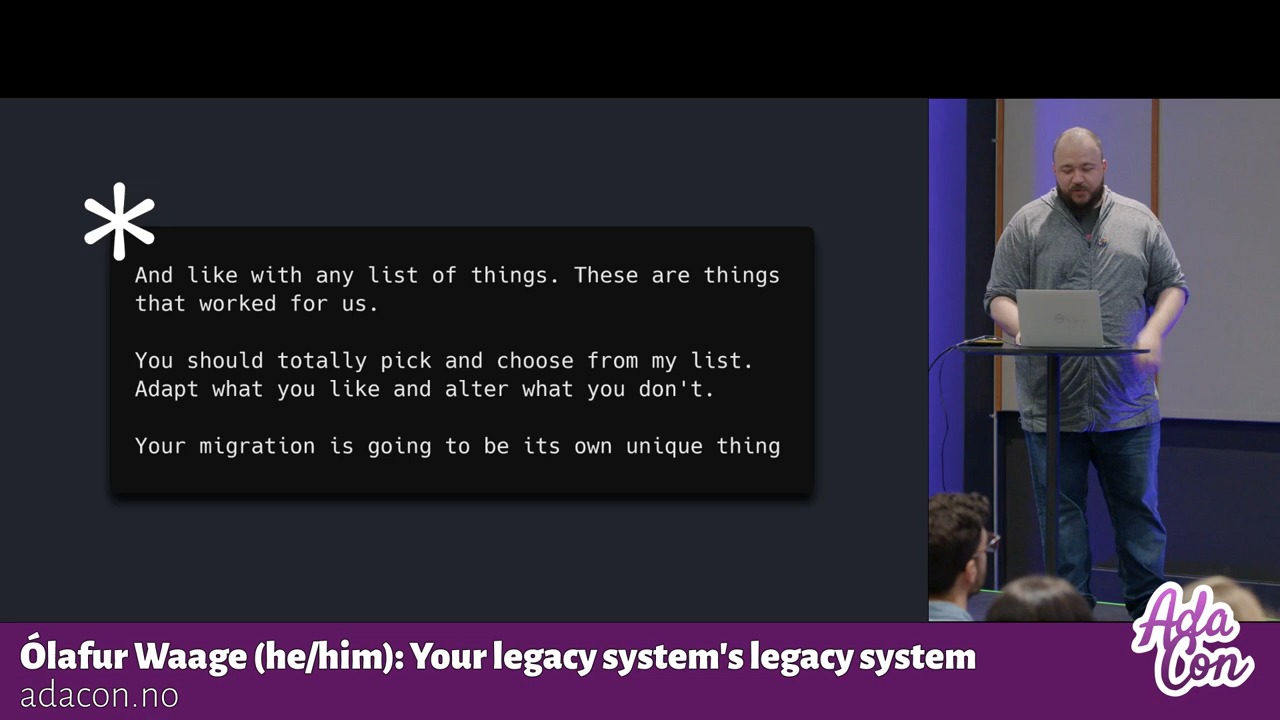 *
And like with any list of things. These are things
that worked for us.
You should totally pick and choose from my list.
Adapt what you like and alter what you don't.
Your migration is going to be its own unique thing
Ólafur Waage (he/him): Your legacy system's legacy system
adacon.no
Ada
Con